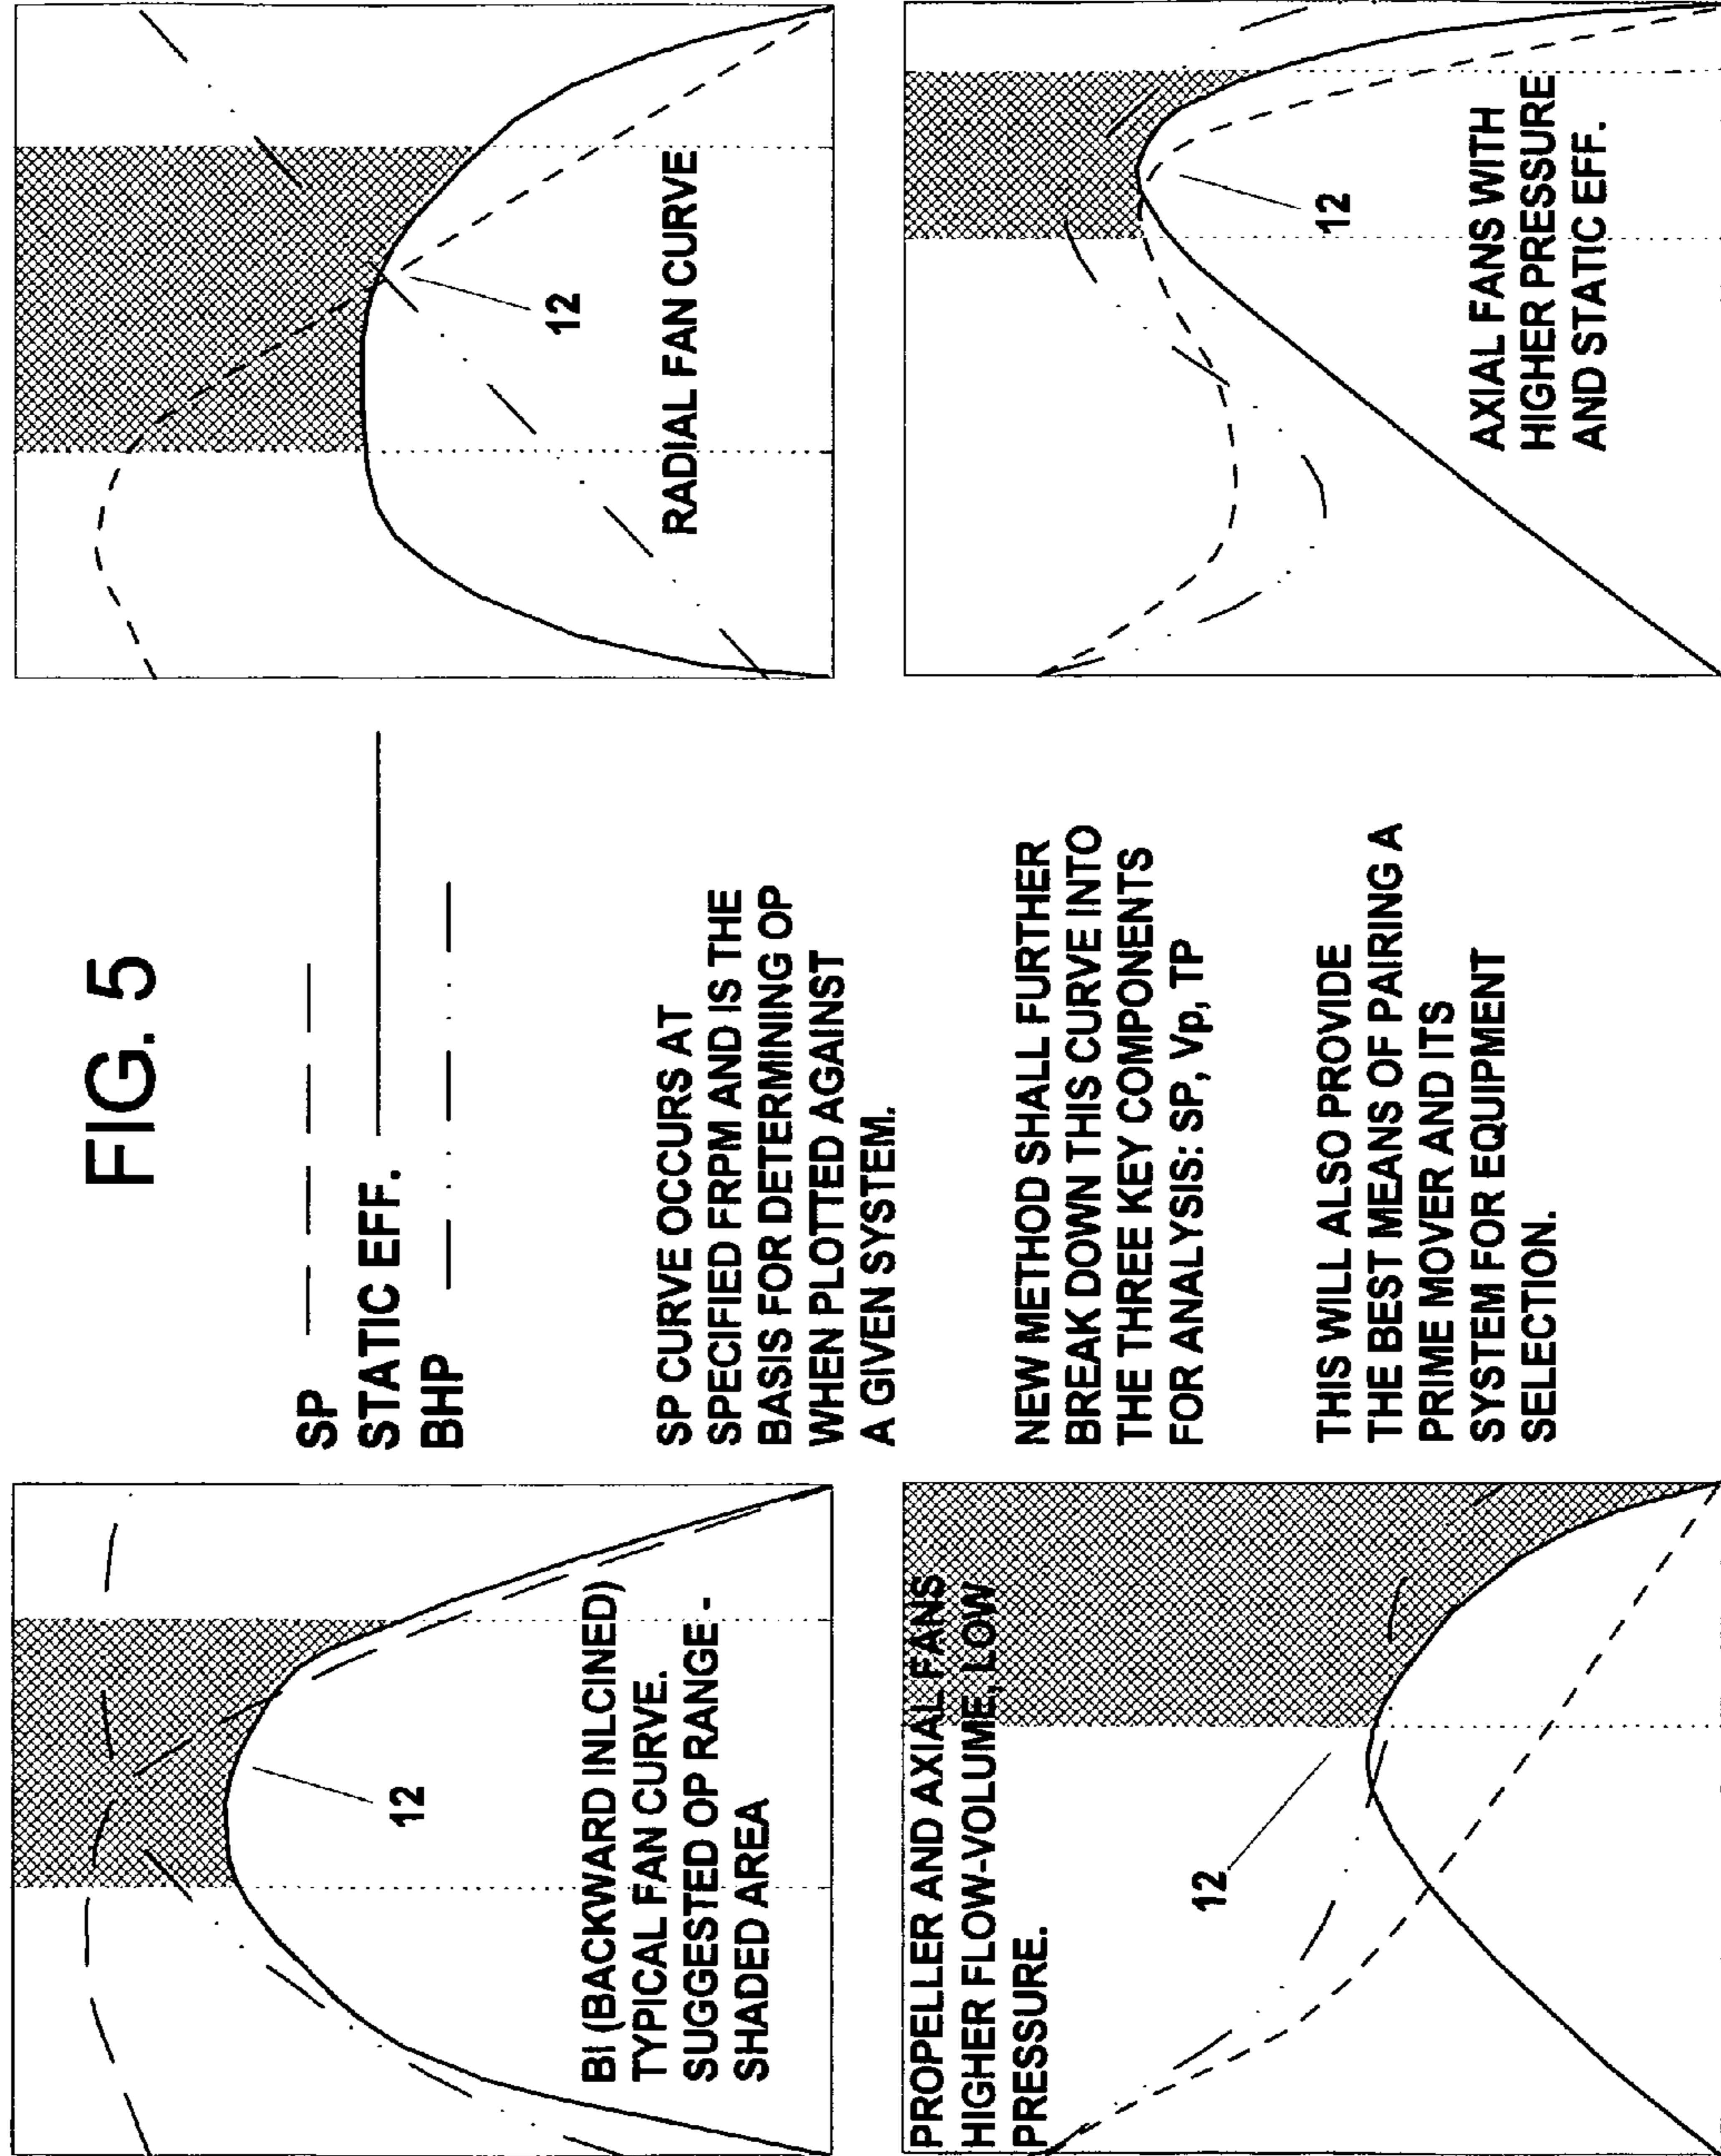 FIG. 5
SP
STATIC EFF.
BHP
SP CURVE OCCURS AT
SPECIFIED FRPM AND IS THE
BASIS FOR DETERMINING OP
WHEN PLOTTED AGAINST
A GIVEN SYSTEM.
NEW METHOD SHALL FURTHER
BREAK DOWN THIS CURVE INTO
THE THREE KEY COMPONENTS
FOR ANALYSIS: SP, Vp, TP
THIS WILL ALSO PROVIDE
THE BEST MEANS OF PAIRING A
PRIME MOVER AND ITS
SYSTEM FOR EQUIPMENT
SELECTION.
12
BI (BACKWARD INLCINED)
TYPICAL FAN CURVE.
SUGGESTED OP RANGE -
SHADED AREA
12
RADIAL FAN CURVE
PROPELLER AND AXIAL FANS
HIGHER FLOW-VOLUME, LOW
PRESSURE.
12
12
AXIAL FANS WITH
HIGHER PRESSURE
AND STATIC EFF.